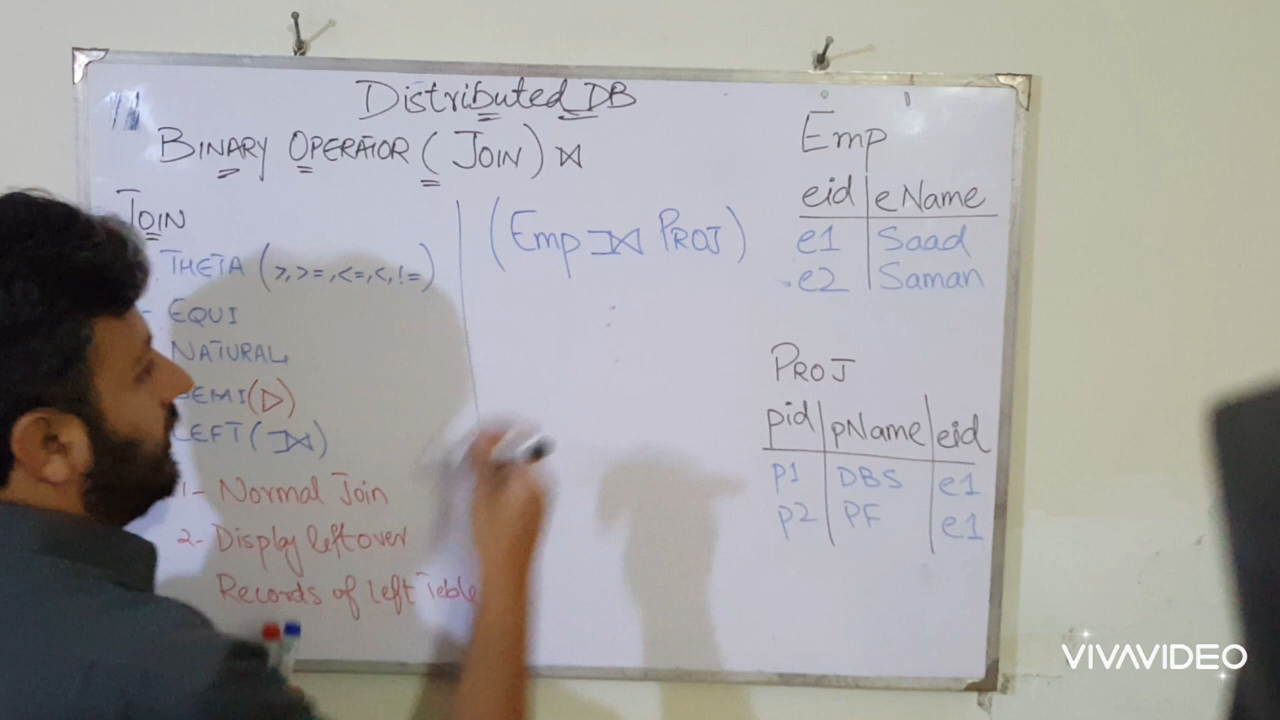 Distributed DB
BINARY OPERATOR (JOIN) ⋈
JOIN
THETA (>,>=,<=,<,!=)
- EQUI
NATURAL
SEMI(▷)
LEFT(⟕)
1- Normal Join
2- Display leftover
Records of Left Table
(Emp ⟕ PROJ)
Emp
eid eName
e1 Saad
e2 Saman
PROJ
pid pName eid
P1 DBS e1
P2 PF e1
VIVAVIDEO